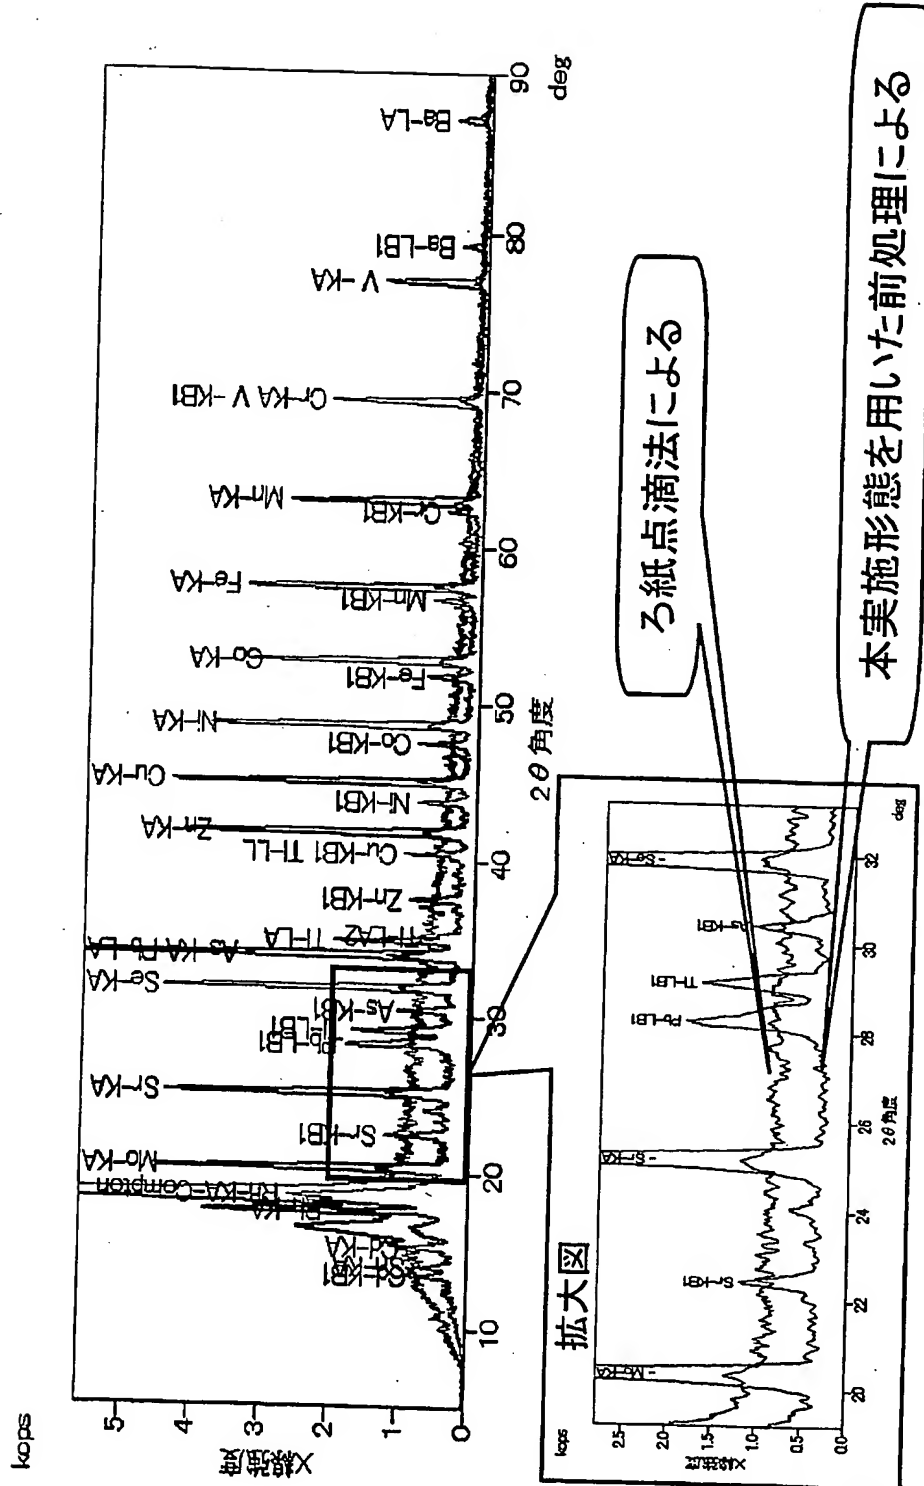 kcps
X線強度
5
4
3
2
1
0
10
20
30
40
50
60
70
80
90
deg
2θ角度
Cd-KB1
Cd-KA
Rh-KA
Rh-KA-Compton
Mo-KA
Sr-KB1
Sr-KA
Pb-LB1
Tl-LB1
As-KB1
Se-KA
As-KA Pb-LA
Tl-LA
Tl-LA2
Zn-KB1
Cu-KB1 Tl-LL
Zn-KA
Ni-KB1
Cu-KA
Co-KB1
Ni-KA
Fe-KB1
Co-KA
Mn-KB1
Fe-KA
Cr-KB1
Mn-KA
Cr-KA V-KB1
V-KA
Ba-LB1
Ba-LA
拡大図
kcps
X線強度
2.5
2.0
1.5
1.0
0.5
0.0
20
22
24
26
28
30
32
deg
2θ角度
Mo-KA
Sr-KB1
Sr-KA
Pb-LB1
Tl-LB1
As-KB1
Se-KA
ろ紙点滴法による
本実施形態を用いた前処理による